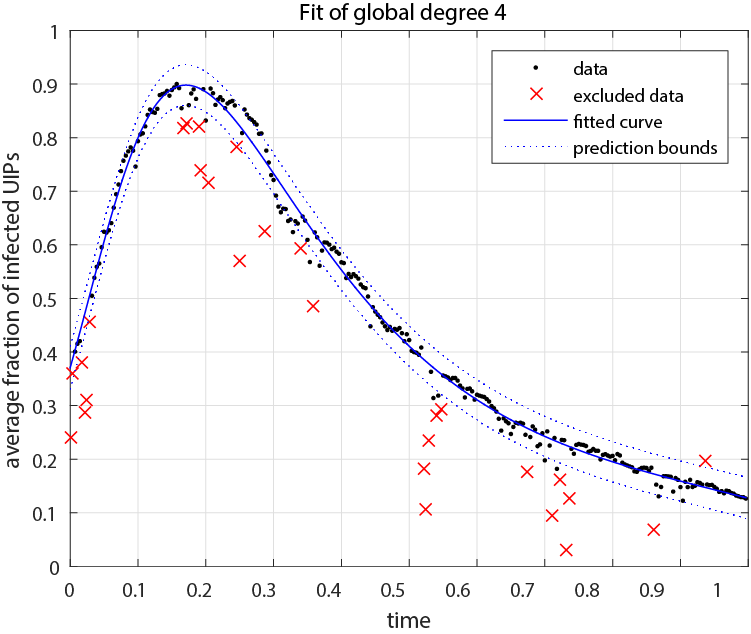 Fit of global degree 4
average fraction of infected UIPs
1
0.9
0.8
0.7
0.6
0.5
0.4
0.3
0.2
0.1
0
data
excluded data
fitted curve
prediction bounds
0 0.1 0.2 0.3 0.4 0.5 0.6 0.7 0.8 0.9 1
time